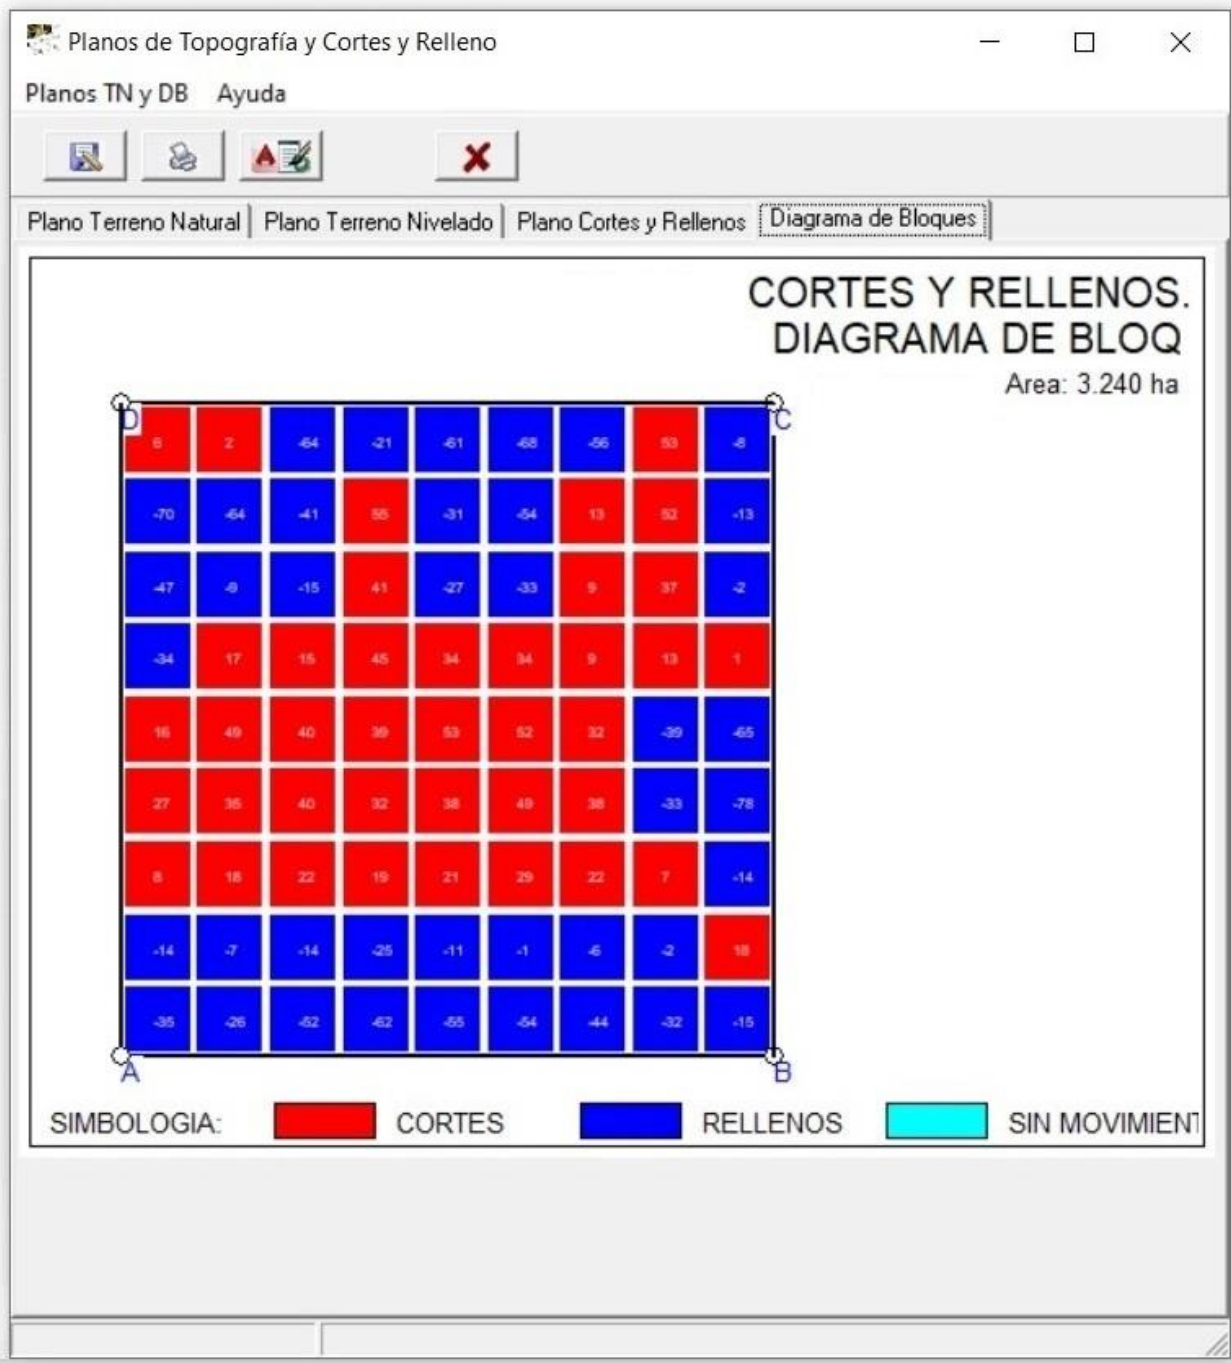 Planos de Topografía y Cortes y Relleno
Planos TN y DB Ayuda
Plano Terreno Natural Plano Terreno Nivelado Plano Cortes y Rellenos Diagrama de Bloques
CORTES Y RELLENOS.
DIAGRAMA DE BLOQ
Area: 3.240 ha
D C
6 2 -64 -21 -61 -68 -56 53 -8
-70 -64 -41 55 -31 -54 13 52 -13
-47 -9 -15 41 -27 -33 9 37 -2
-34 17 15 45 34 34 9 13 1
16 49 40 39 53 52 32 -39 -65
27 35 40 32 38 49 38 -33 -78
8 18 22 19 21 29 22 7 -14
-14 -7 -14 -25 -11 -1 -6 -2 18
-35 -26 -52 -62 -55 -54 -44 -32 -15
A B
SIMBOLOGIA: CORTES RELLENOS SIN MOVIMIENT